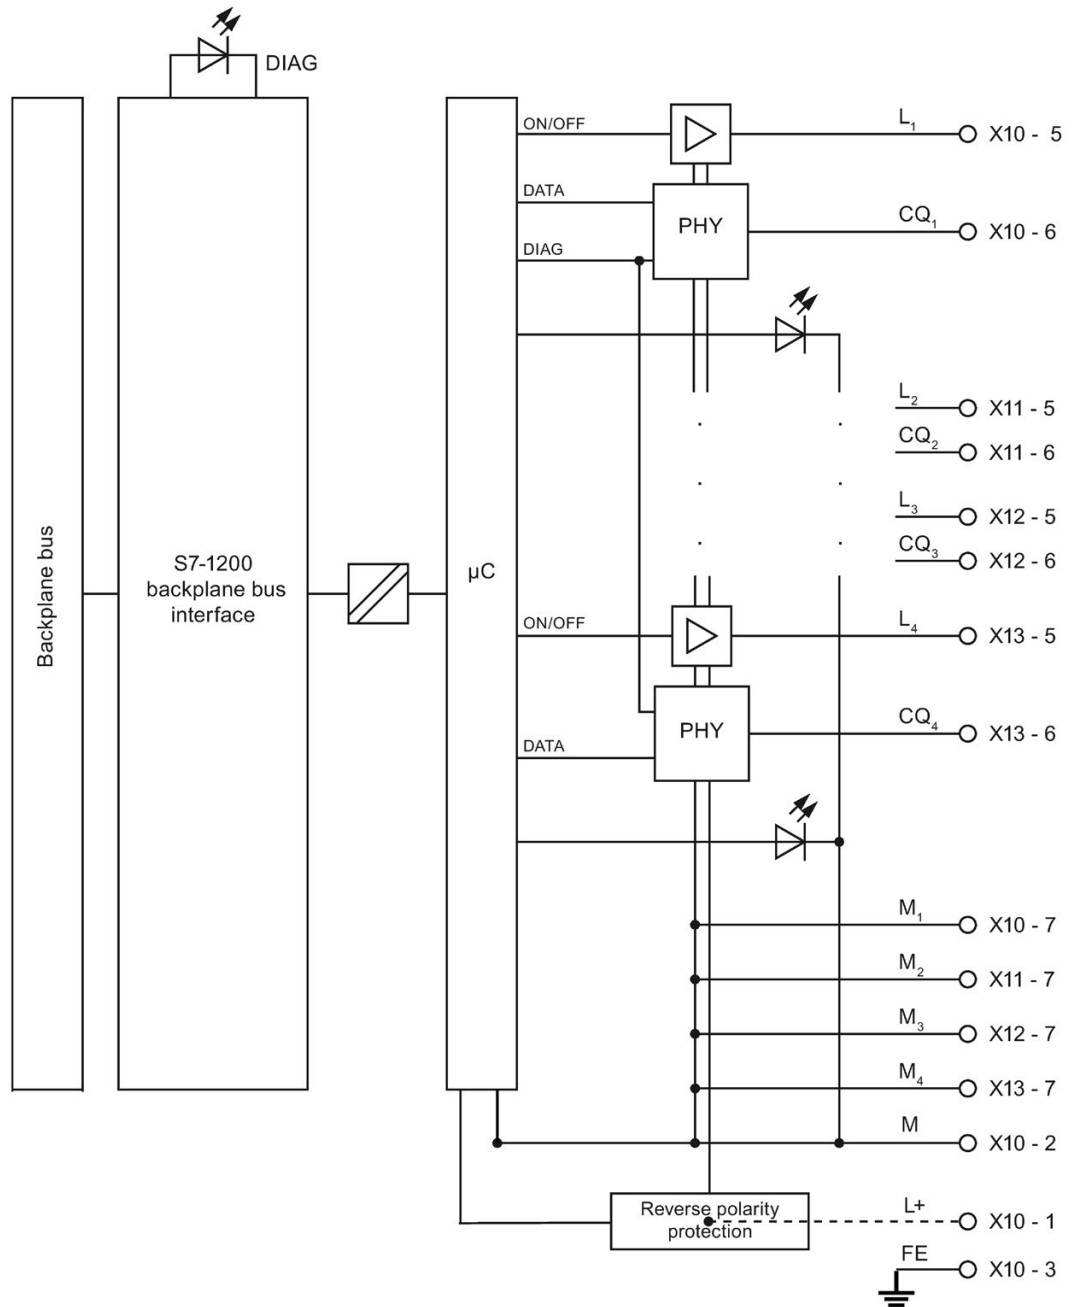 DIAG
ON/OFF
L1
X10 - 5
DATA
PHY
CQ1
X10 - 6
DIAG
L2
X11 - 5
CQ2
X11 - 6
L3
X12 - 5
CQ3
X12 - 6
Backplane bus
S7-1200
backplane bus
interface
µC
ON/OFF
L4
X13 - 5
PHY
CQ4
X13 - 6
DATA
M1
X10 - 7
M2
X11 - 7
M3
X12 - 7
M4
X13 - 7
M
X10 - 2
Reverse polarity
protection
L+
X10 - 1
FE
X10 - 3